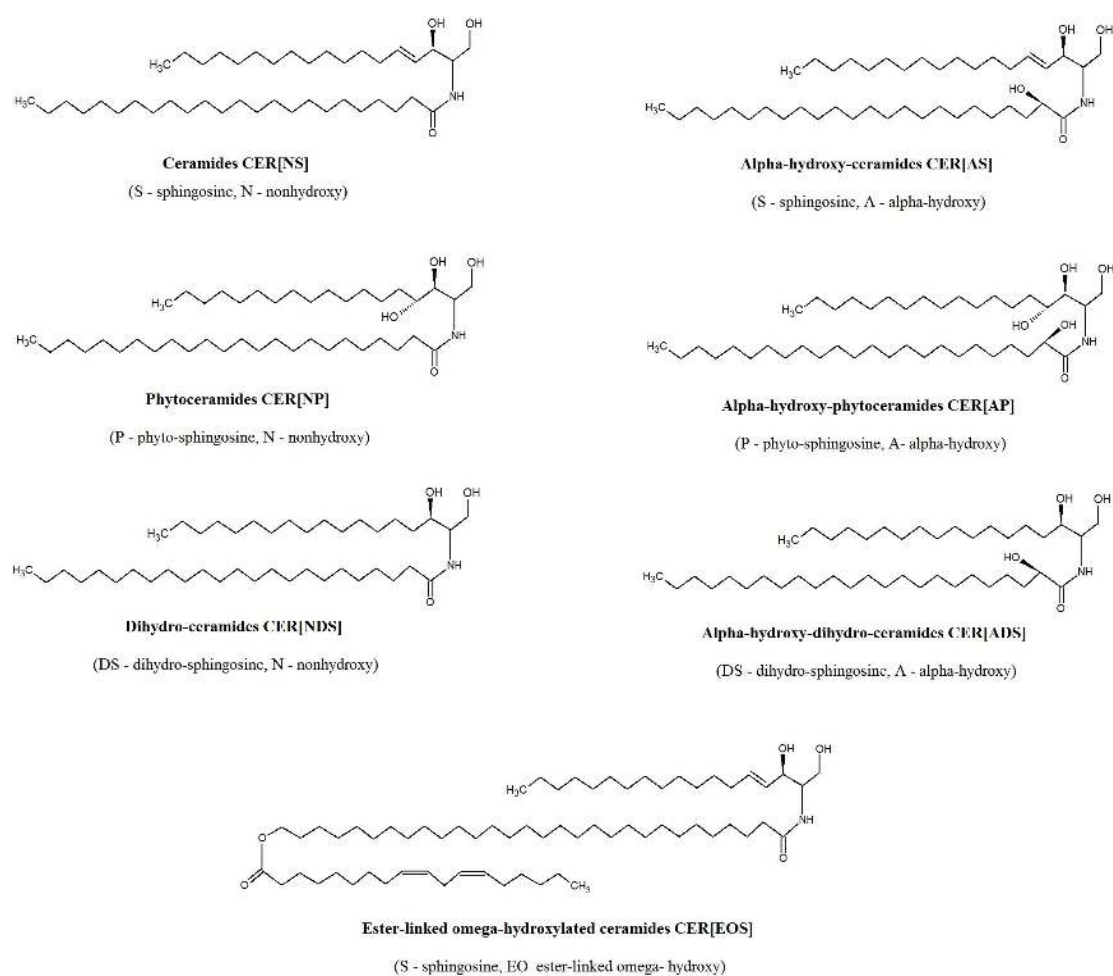 OH OH
H₃C
H₃C
NH
O
Ceramides CER[NS]
(S - sphingosine, N - nonhydroxy)
OH OH
H₃C
HO
H₃C
NH
O
Alpha-hydroxy-ceramides CER[AS]
(S - sphingosine, A - alpha-hydroxy)
OH OH
H₃C
HO
H₃C
NH
O
Phytoceramides CER[NP]
(P - phyto-sphingosine, N - nonhydroxy)
OH OH
H₃C
HO OH
H₃C
NH
O
Alpha-hydroxy-phytoceramides CER[AP]
(P - phyto-sphingosine, A- alpha-hydroxy)
OH OH
H₃C
H₃C
NH
O
Dihydro-ceramides CER[NDS]
(DS - dihydro-sphingosine, N - nonhydroxy)
OH OH
H₃C
HO
H₃C
NH
O
Alpha-hydroxy-dihydro-ceramides CER[ADS]
(DS - dihydro-sphingosine, A - alpha-hydroxy)
OH OH
H₃C
NH
O
O
O
CH₃
Ester-linked omega-hydroxylated ceramides CER[EOS]
(S - sphingosine, EO ester-linked omega- hydroxy)